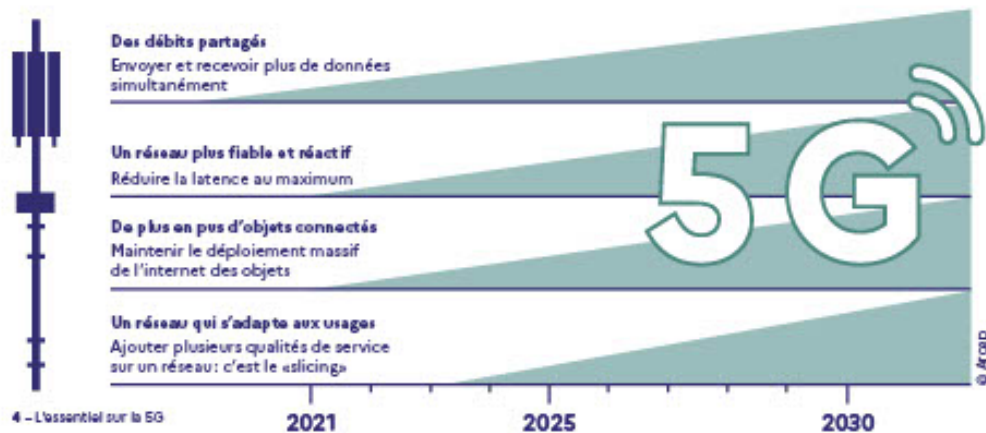 Des débits partagés
Envoyer et recevoir plus de données
simultanément
Un réseau plus fiable et réactif
Réduire la latence au maximum
De plus en pus d'objets connectés
Maintenir le déploiement massif
de l'internet des objets
Un réseau qui s'adapte aux usages
Ajouter plusieurs qualités de service
sur un réseau : c'est le «slicing»
5G
© Arcep
2021 2025 2030
4 – L'essentiel sur la 5G